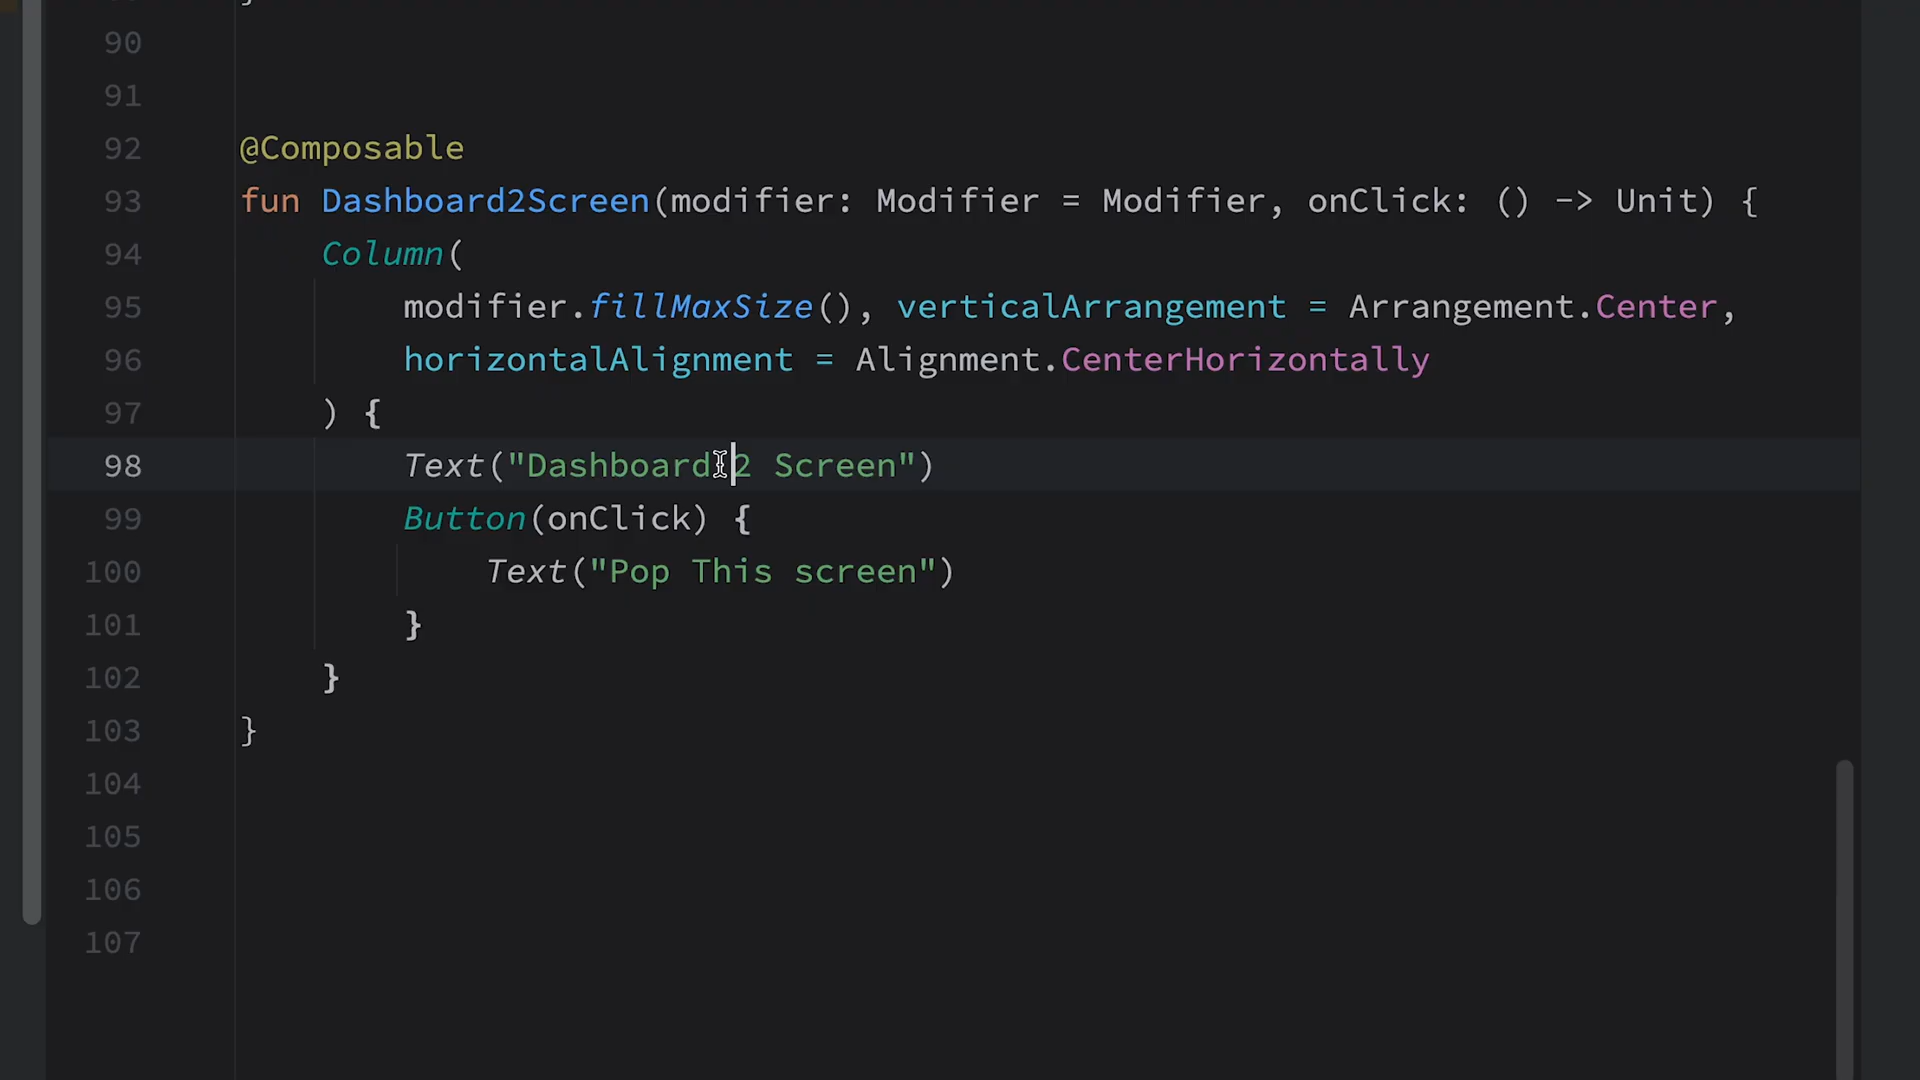 90
91
92 @Composable
93 fun Dashboard2Screen(modifier: Modifier = Modifier, onClick: () -> Unit) {
94 Column(
95 modifier.fillMaxSize(), verticalArrangement = Arrangement.Center,
96 horizontalAlignment = Alignment.CenterHorizontally
97 ) {
98 Text("Dashboard 2 Screen")
99 Button(onClick) {
100 Text("Pop This screen")
101 }
102 }
103 }
104
105
106
107